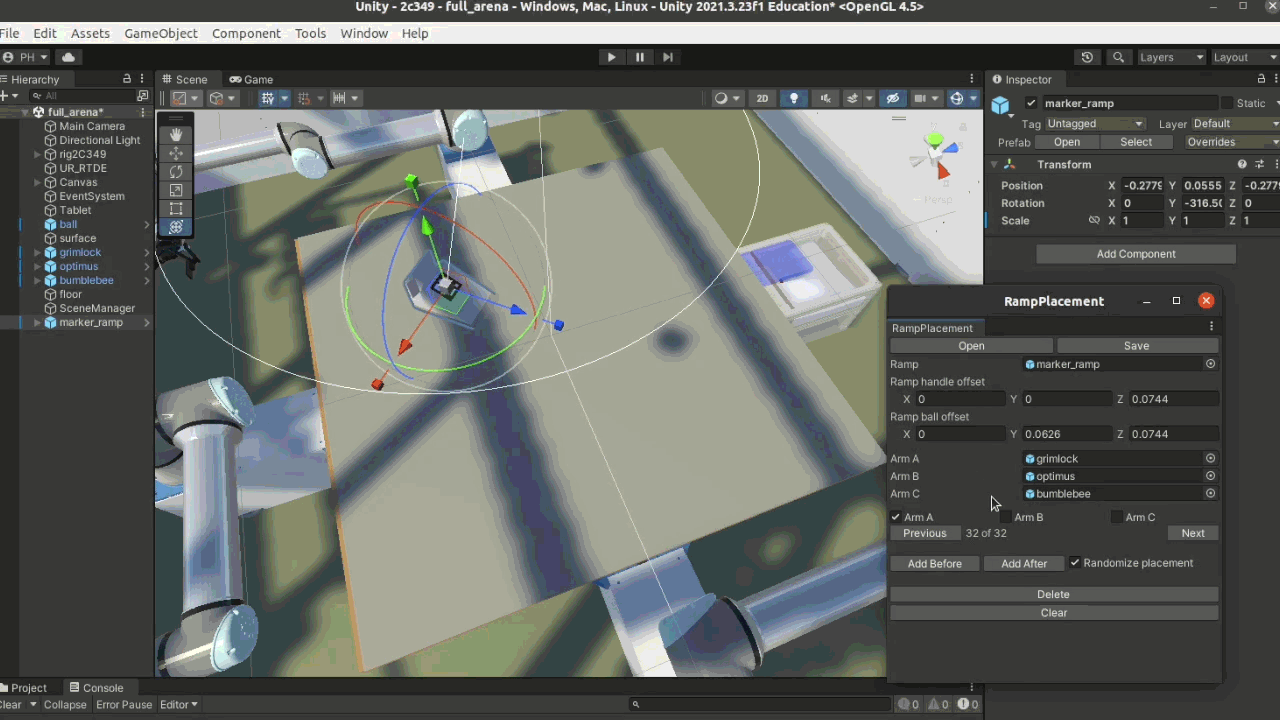 Unity - 2c349 - full_arena - Windows, Mac, Linux - Unity 2021.3.23f1 Education* <OpenGL 4.5>
File Edit Assets GameObject Component Tools Window Help
PH Layers Layout
Hierarchy Scene Game Inspector
All 2D marker_ramp Static
full_arena*
Main Camera
Directional Light
rig2C349
UR_RTDE
Canvas
EventSystem
Tablet
ball
surface
grimlock
optimus
bumblebee
floor
SceneManager
marker_ramp
Persp
Tag Untagged Layer Default
Prefab Open Select Overrides
Transform
Position X -0.2779 Y 0.0555 Z -0.2779
Rotation X 0 Y -316.50 Z 0
Scale X 1 Y 1 Z 1
Add Component
RampPlacement
RampPlacement
Open Save
Ramp marker_ramp
Ramp handle offset
X 0 Y 0 Z 0.0744
Ramp ball offset
X 0 Y 0.0626 Z 0.0744
Arm A grimlock
Arm B optimus
Arm C bumblebee
Arm A Arm B Arm C
Previous 32 of 32 Next
Add Before Add After Randomize placement
Delete
Clear
Project Console
Clear Collapse Error Pause Editor 0 0 0